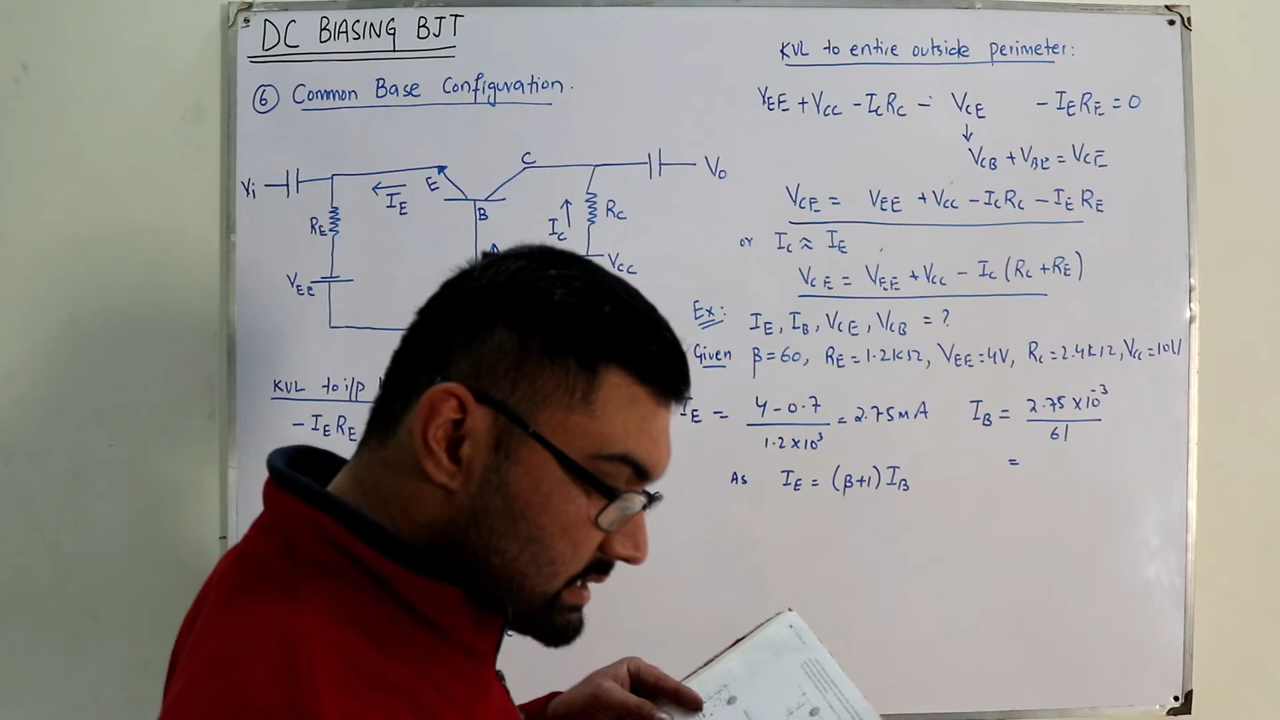 DC BIASING BJT
⑥ Common Base Configuration.
Vi
E
IE
C
B
RE
VEE
IC
RC
VCC
Vo
KVL to i/p
-IERE
KVL to entire outside perimeter:
VEE + VCC - ICRC - VCE - IERE = 0
↓
VCB + VBE = VCE
VCE = VEE + VCC - ICRC - IERE
or IC ≈ IE
VCE = VEE + VCC - IC (RC + RE)
Ex: IE, IB, VCE, VCB = ?
Given β = 60, RE = 1.2kΩ, VEE = 4V, RC = 2.4kΩ, VCC = 10V
IE = 4 - 0.7 / 1.2 × 10³ = 2.75mA IB = 2.75 × 10⁻³ / 61
=
As IE = (β+1) IB